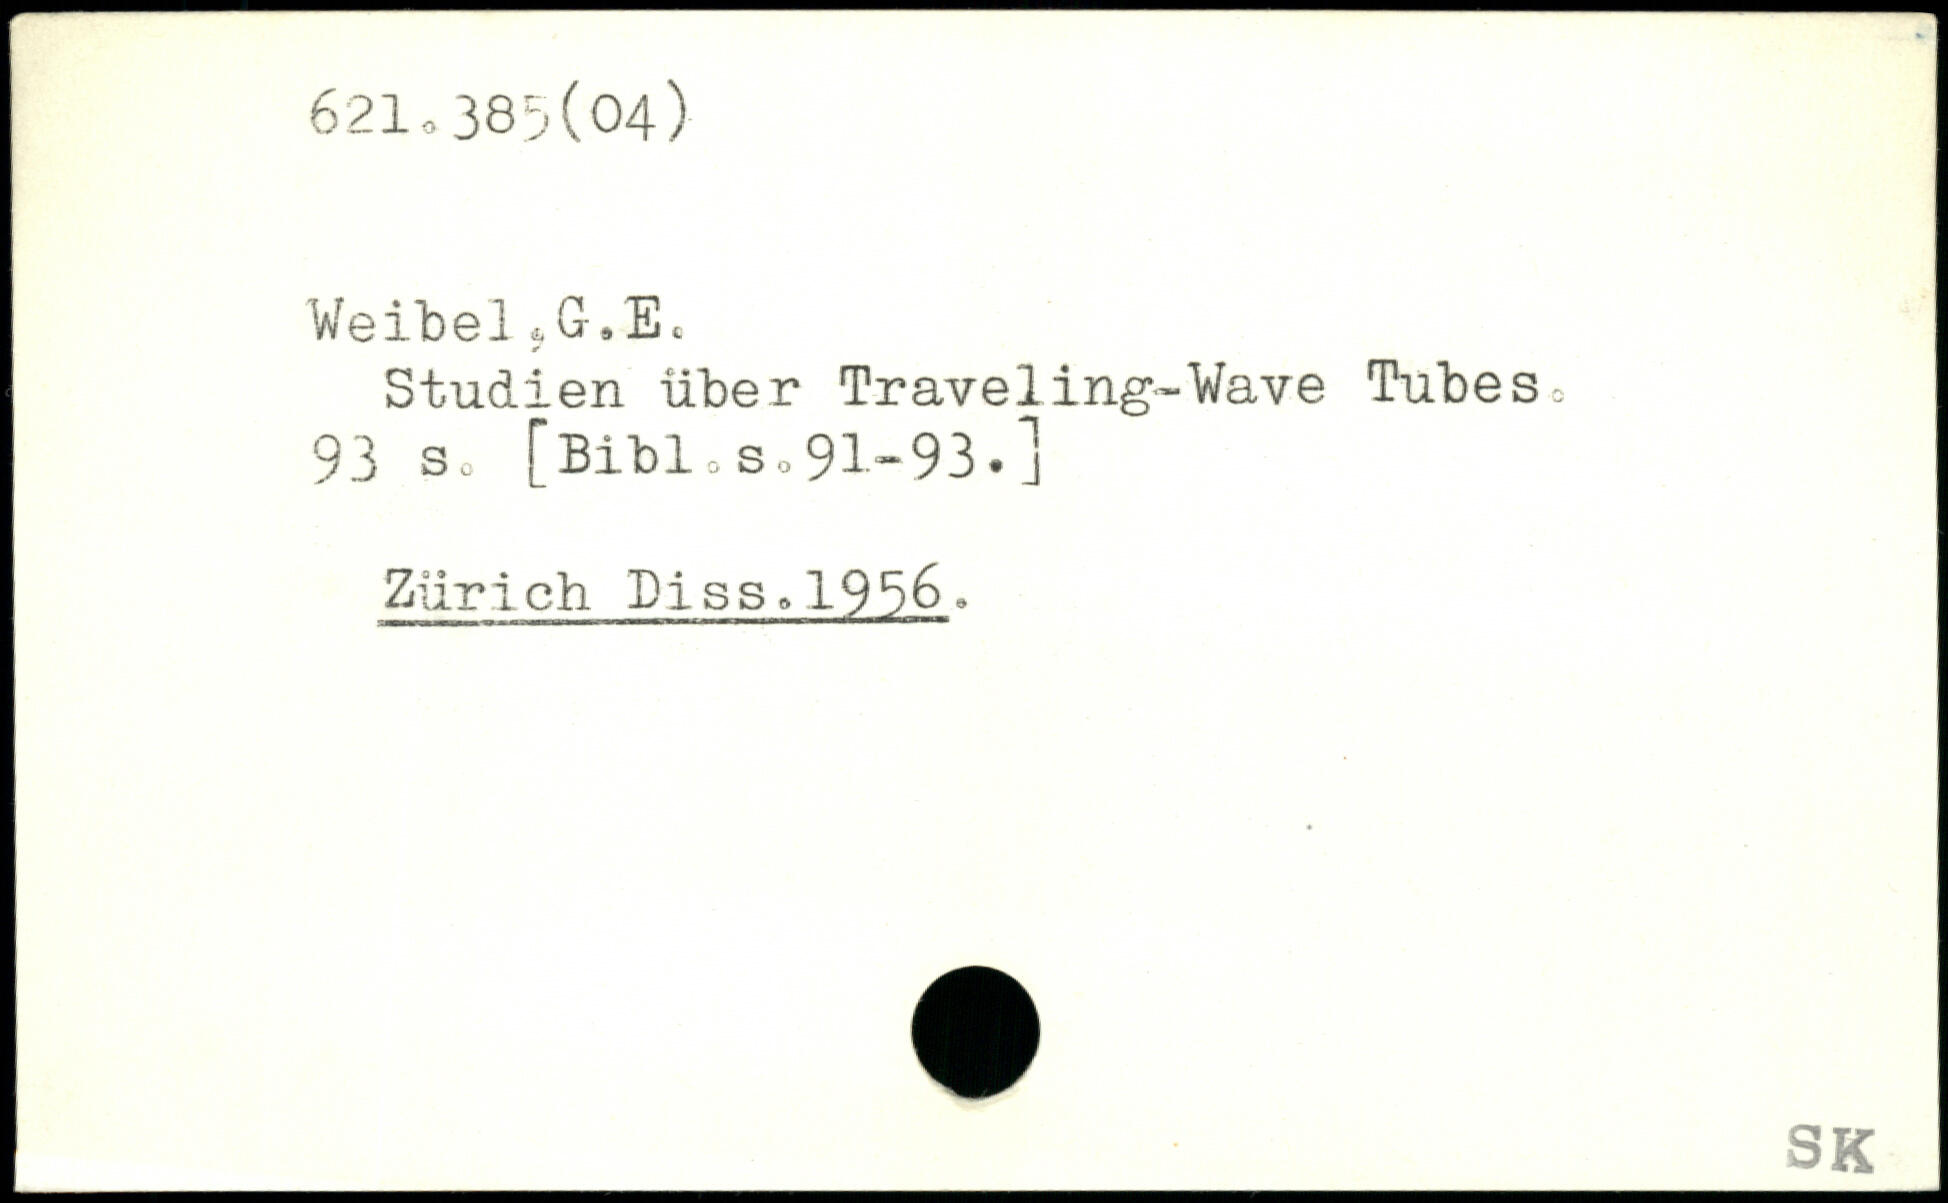 621.385(04)
Weibel,G.E.
Studien über Traveling-Wave Tubes.
93 s. [Bibl.s.91-93.]
Zürich Diss.1956.
SK